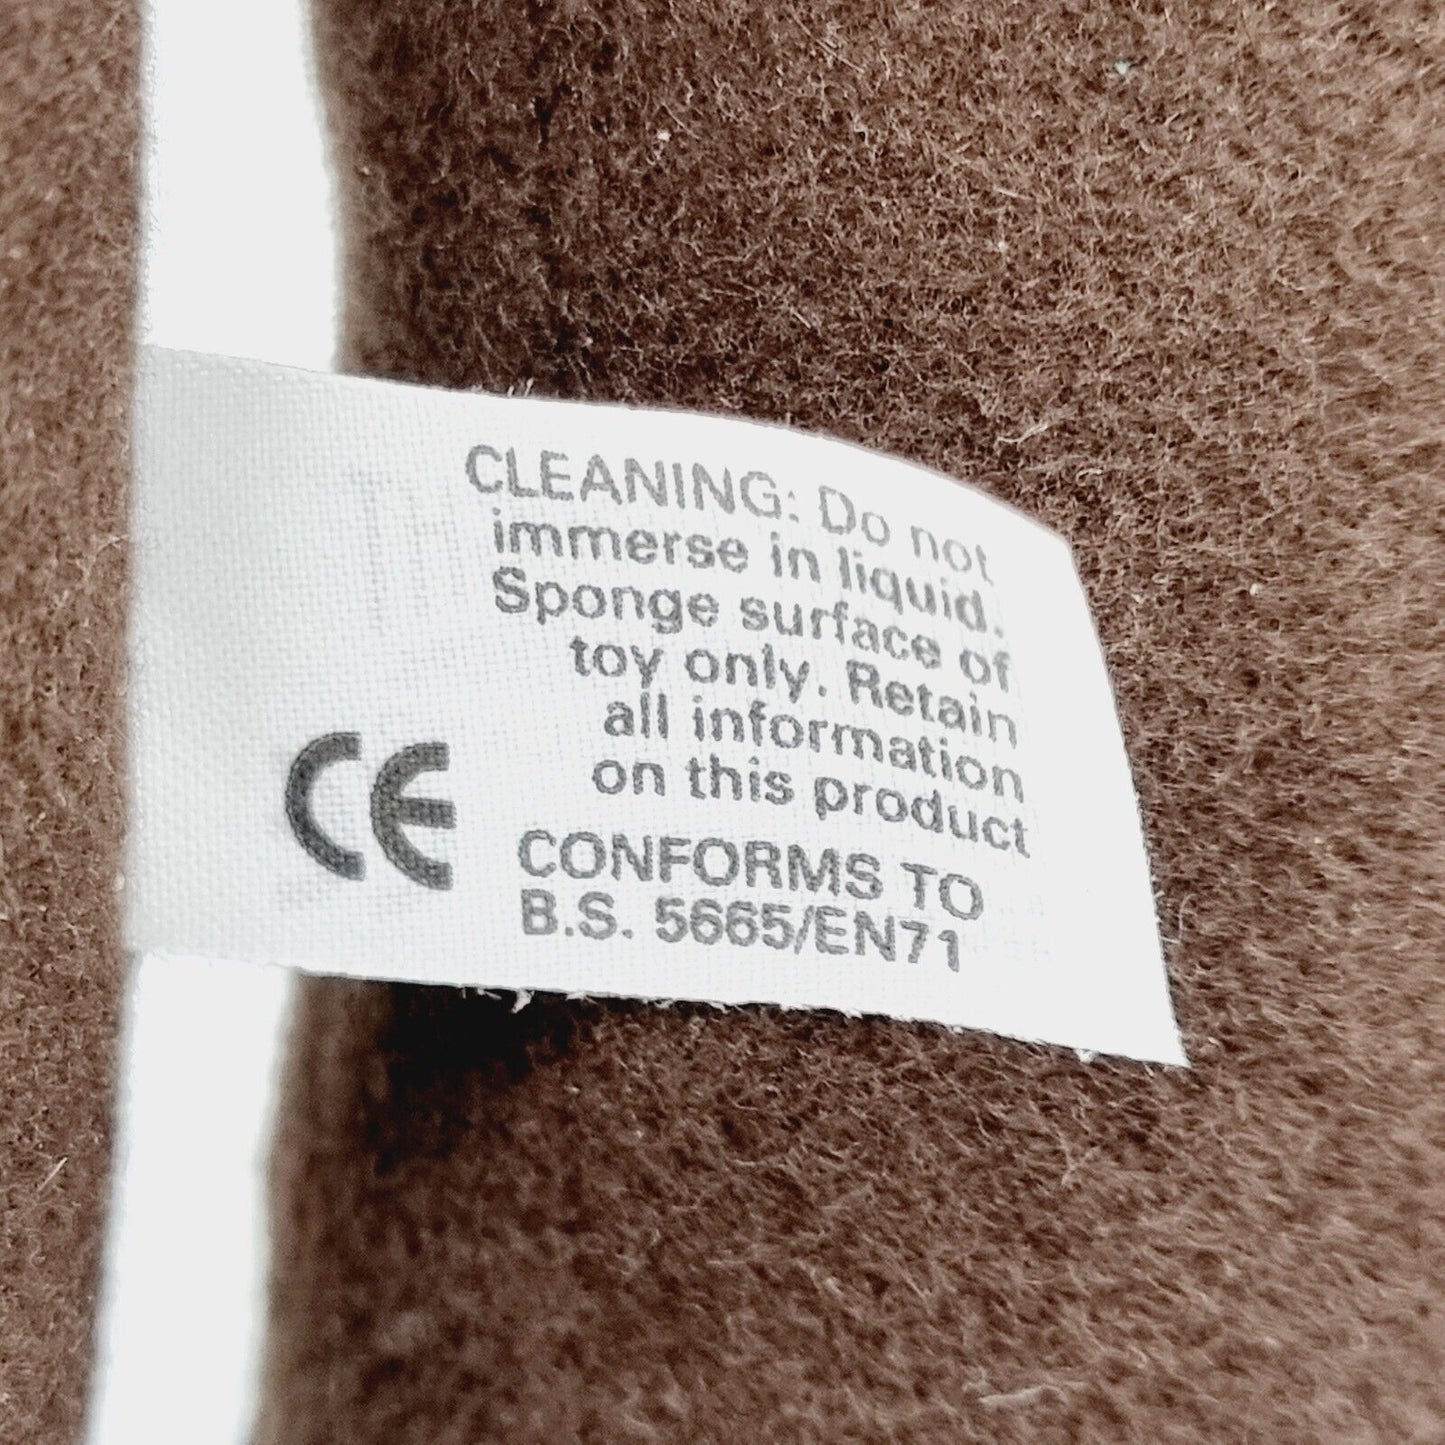 CLEANING: Do not
immerse in liquid.
Sponge surface of
toy only. Retain
all information
on this product
CE
CONFORMS TO
B.S. 5665/EN71